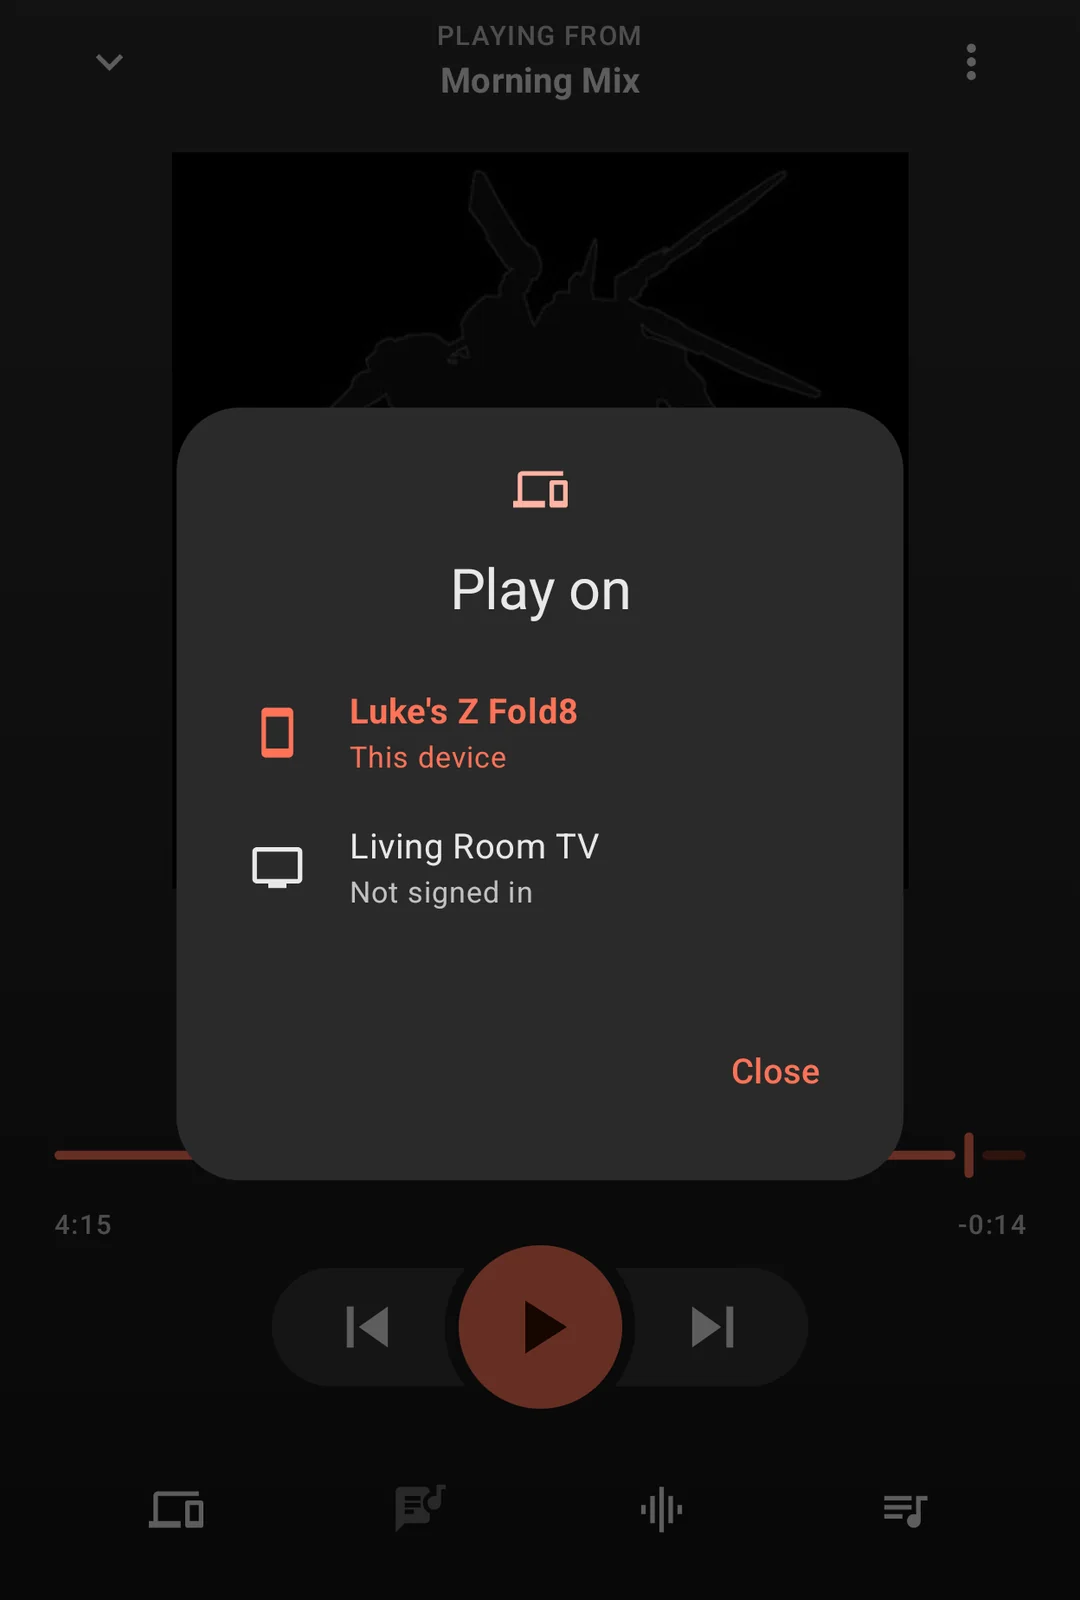 PLAYING FROM
Morning Mix
Play on
Luke's Z Fold8
This device
Living Room TV
Not signed in
Close
4:15
-0:14